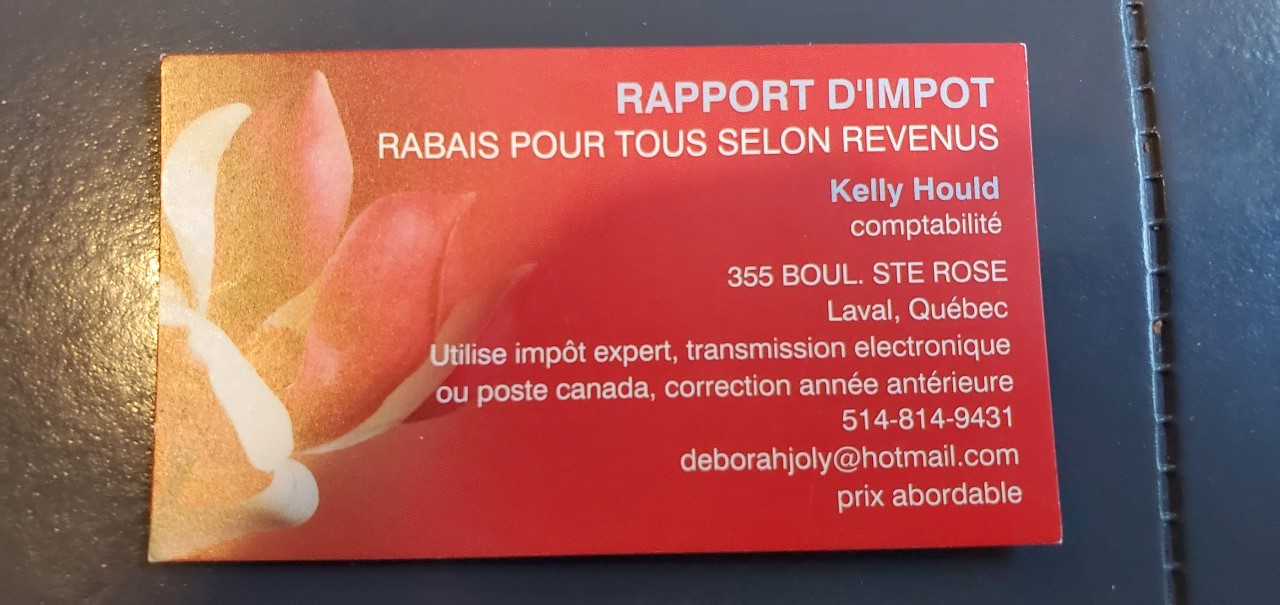 RAPPORT D'IMPOT
RABAIS POUR TOUS SELON REVENUS
Kelly Hould
comptabilité
355 BOUL. STE ROSE
Laval, Québec
Utilise impôt expert, transmission electronique
ou poste canada, correction année antérieure
514-814-9431
deborahjoly@hotmail.com
prix abordable